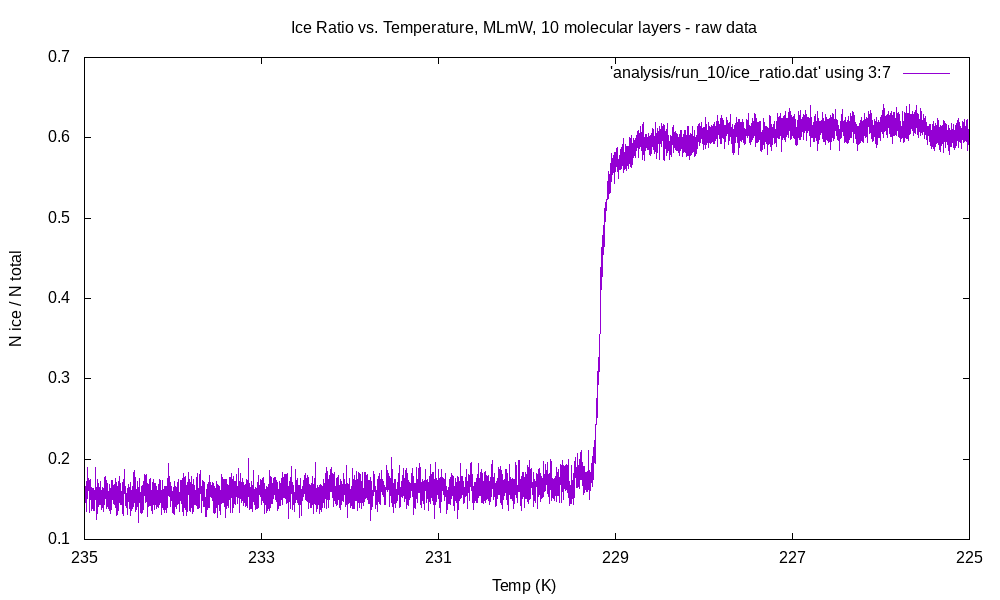 Ice Ratio vs. Temperature, MLmW, 10 molecular layers - raw data
'analysis/run_10/ice_ratio.dat' using 3:7
N ice / N total
0.7
0.6
0.5
0.4
0.3
0.2
0.1
235 233 231 229 227 225
Temp (K)